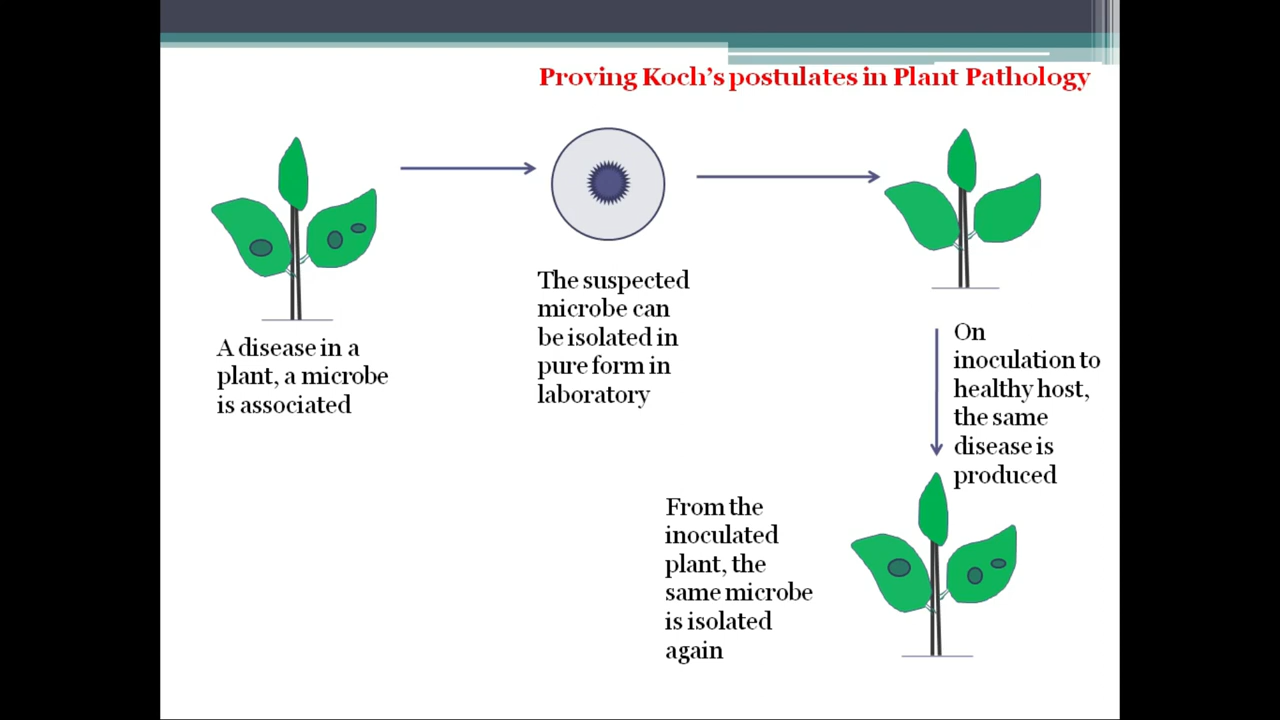 Proving Koch's postulates in Plant Pathology
A disease in a
plant, a microbe
is associated
The suspected
microbe can
be isolated in
pure form in
laboratory
On
inoculation to
healthy host,
the same
disease is
produced
From the
inoculated
plant, the
same microbe
is isolated
again